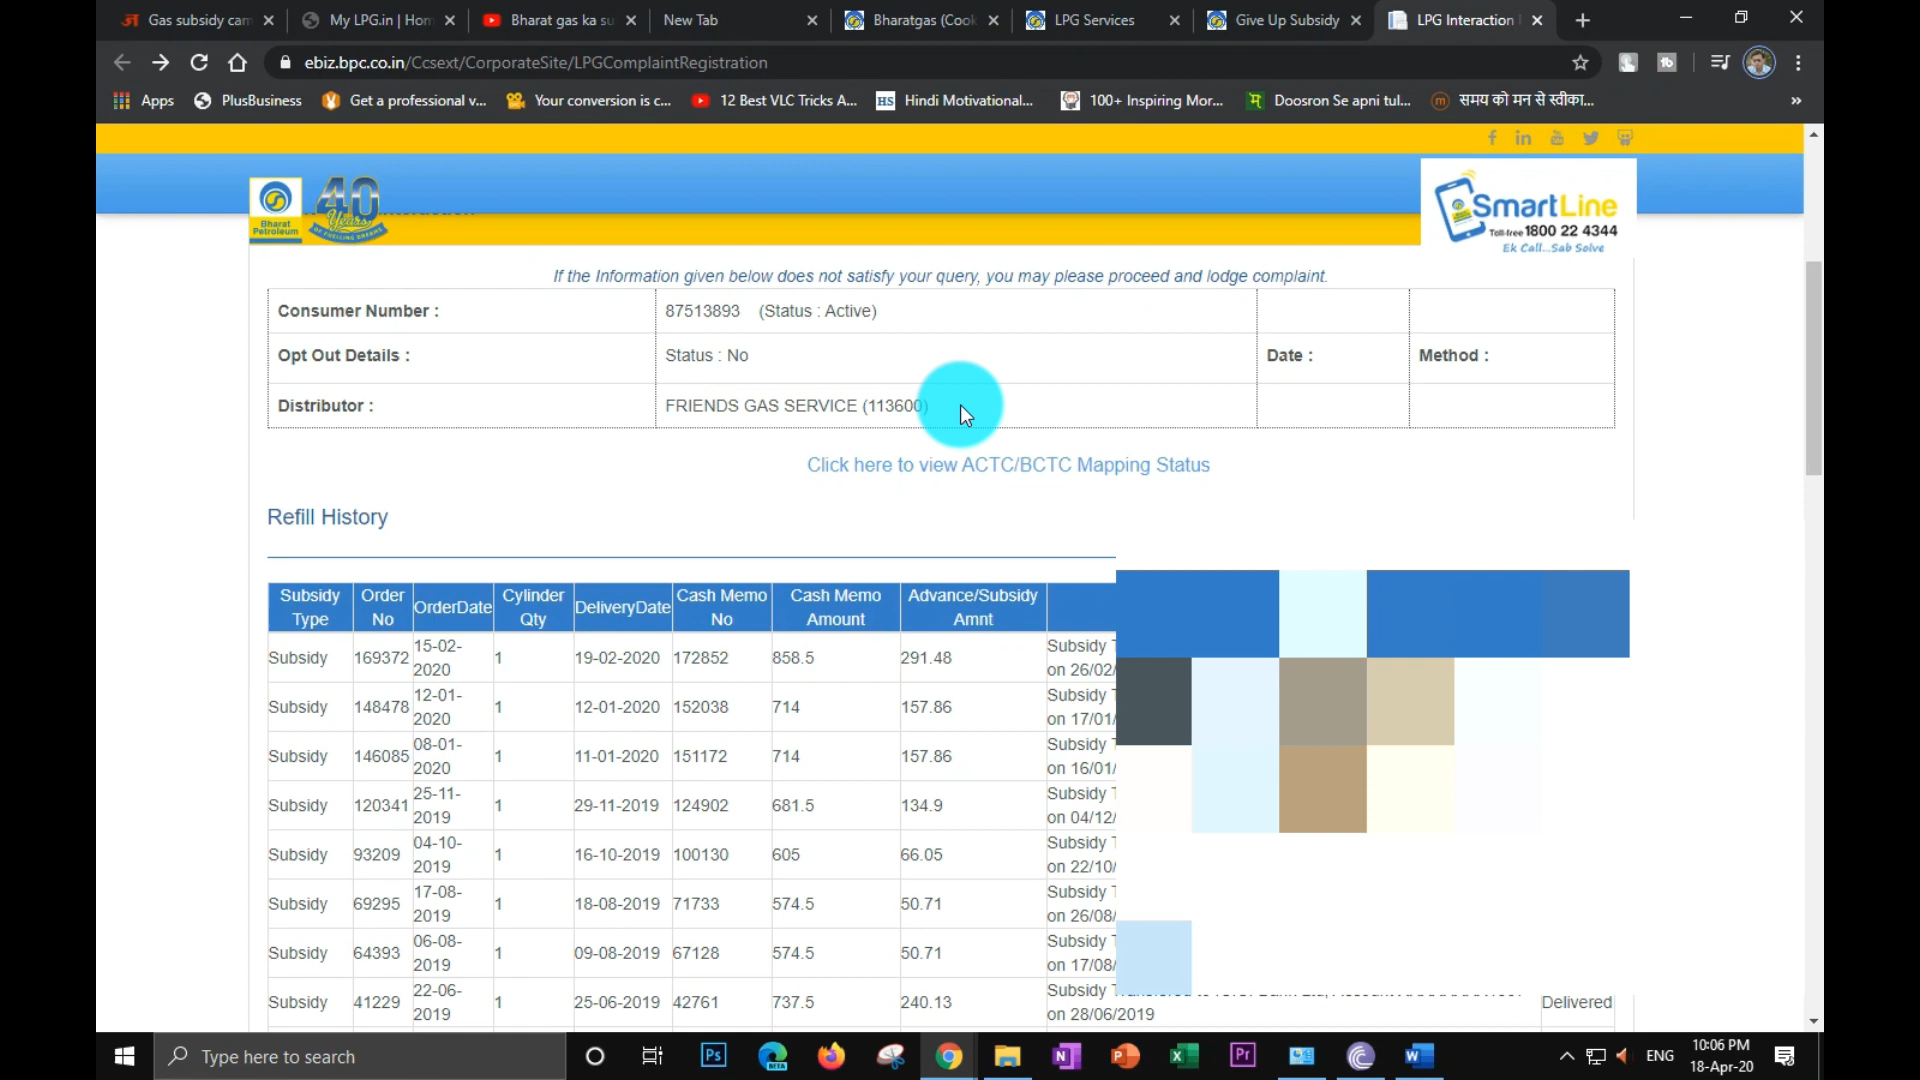 Gas subsidy can
My LPG.in | Hom
Bharat gas ka su
New Tab
Bharatgas (Cook
LPG Services
Give Up Subsidy
LPG Interaction
ebiz.bpc.co.in/Ccsext/CorporateSite/LPGComplaintRegistration
Apps
PlusBusiness
Get a professional v...
Your conversion is c...
12 Best VLC Tricks A...
HS Hindi Motivational...
100+ Inspiring Mor...
Doosron Se apni tul...
समय को मन से स्वीका...
Bharat Petroleum
40 Years
SmartLine
Toll-free 1800 22 4344
Ek Call...Sab Solve
If the Information given below does not satisfy your query, you may please proceed and lodge complaint.
Consumer Number : 87513893 (Status : Active)
Opt Out Details : Status : No Date : Method :
Distributor : FRIENDS GAS SERVICE (113600)
Click here to view ACTC/BCTC Mapping Status
Refill History
Subsidy Type Order No OrderDate Cylinder Qty DeliveryDate Cash Memo No Cash Memo Amount Advance/Subsidy Amnt
Subsidy 169372 15-02-2020 1 19-02-2020 172852 858.5 291.48 Subsidy on 26/02/
Subsidy 148478 12-01-2020 1 12-01-2020 152038 714 157.86 Subsidy on 17/01/
Subsidy 146085 08-01-2020 1 11-01-2020 151172 714 157.86 Subsidy on 16/01/
Subsidy 120341 25-11-2019 1 29-11-2019 124902 681.5 134.9 Subsidy on 04/12/
Subsidy 93209 04-10-2019 1 16-10-2019 100130 605 66.05 Subsidy on 22/10/
Subsidy 69295 17-08-2019 1 18-08-2019 71733 574.5 50.71 Subsidy on 26/08/
Subsidy 64393 06-08-2019 1 09-08-2019 67128 574.5 50.71 Subsidy on 17/08/
Subsidy 41229 22-06-2019 1 25-06-2019 42761 737.5 240.13 Subsidy on 28/06/2019 Delivered
Type here to search
ENG
10:06 PM
18-Apr-20